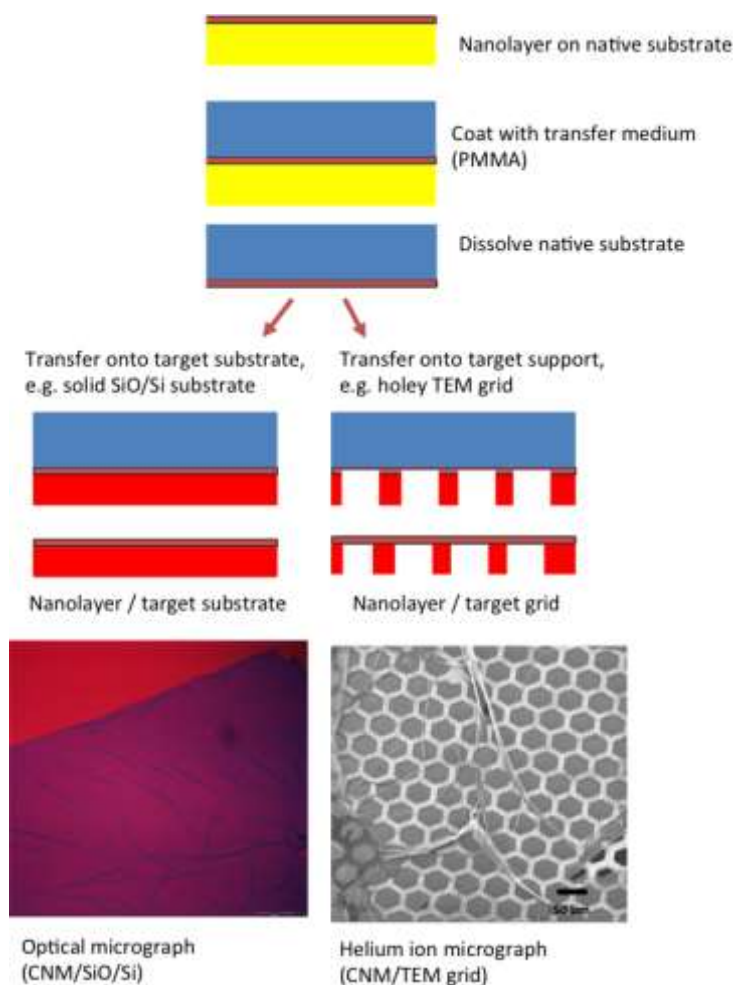 Nanolayer on native substrate
Coat with transfer medium
(PMMA)
Dissolve native substrate
Transfer onto target substrate,
e.g. solid SiO/Si substrate
Transfer onto target support,
e.g. holey TEM grid
Nanolayer / target substrate
Nanolayer / target grid
Optical micrograph
(CNM/SiO/Si)
Helium ion micrograph
(CNM/TEM grid)